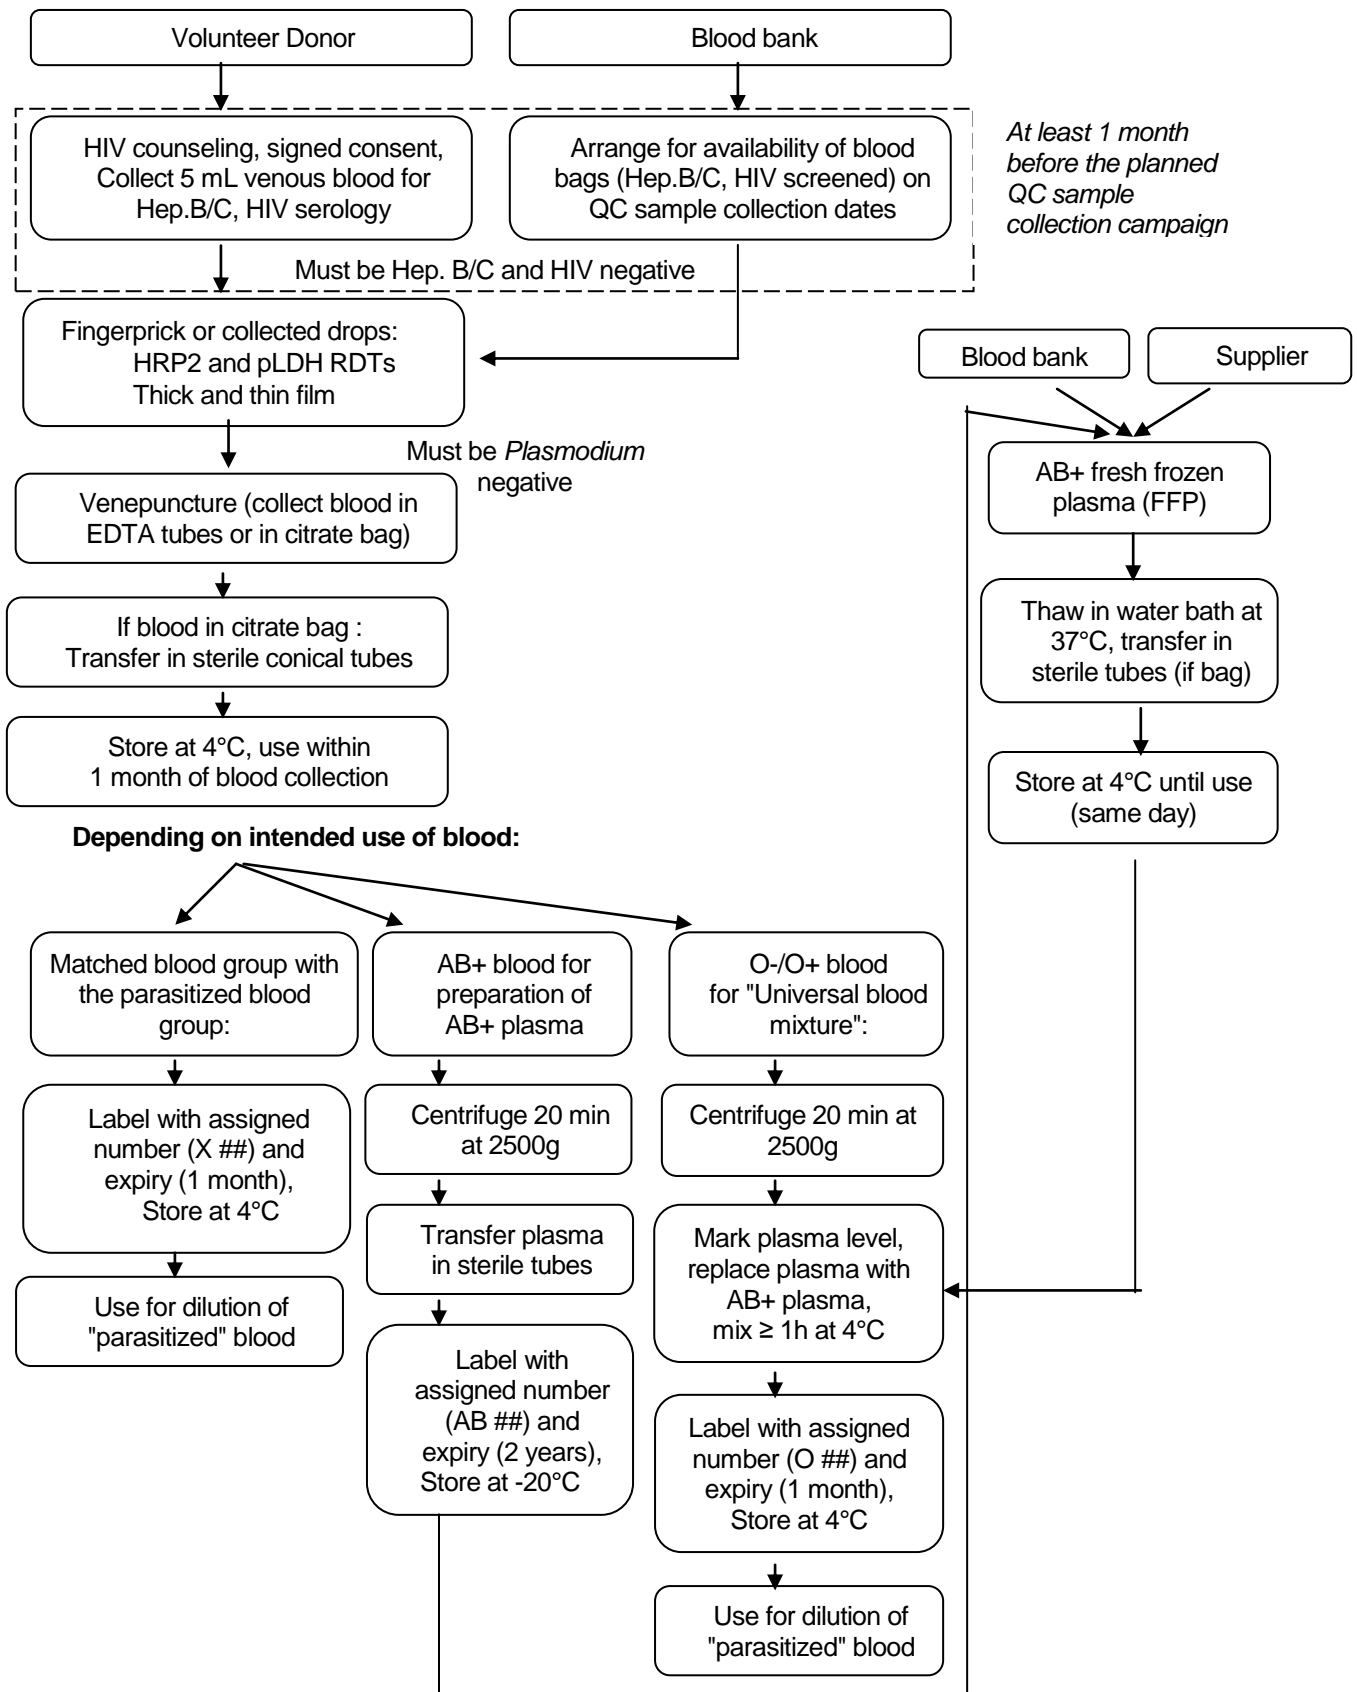 Volunteer Donor
Blood bank
HIV counseling, signed consent,
Collect 5 mL venous blood for
Hep.B/C, HIV serology
Arrange for availability of blood
bags (Hep.B/C, HIV screened) on
QC sample collection dates
At least 1 month
before the planned
QC sample
collection campaign
Must be Hep. B/C and HIV negative
Fingerprick or collected drops:
HRP2 and pLDH RDTs
Thick and thin film
Blood bank
Supplier
Must be Plasmodium
negative
AB+ fresh frozen
plasma (FFP)
Venepuncture (collect blood in
EDTA tubes or in citrate bag)
Thaw in water bath at
37°C, transfer in
sterile tubes (if bag)
If blood in citrate bag :
Transfer in sterile conical tubes
Store at 4°C, use within
1 month of blood collection
Store at 4°C until use
(same day)
Depending on intended use of blood:
Matched blood group with
the parasitized blood
group:
AB+ blood for
preparation of
AB+ plasma
O-/O+ blood
for "Universal blood
mixture":
Label with assigned
number (X ##) and
expiry (1 month),
Store at 4°C
Centrifuge 20 min
at 2500g
Centrifuge 20 min at
2500g
Transfer plasma
in sterile tubes
Mark plasma level,
replace plasma with
AB+ plasma,
mix ≥ 1h at 4°C
Use for dilution of
"parasitized" blood
Label with
assigned number
(AB ##) and
expiry (2 years),
Store at -20°C
Label with assigned
number (O ##) and
expiry (1 month),
Store at 4°C
Use for dilution of
"parasitized" blood